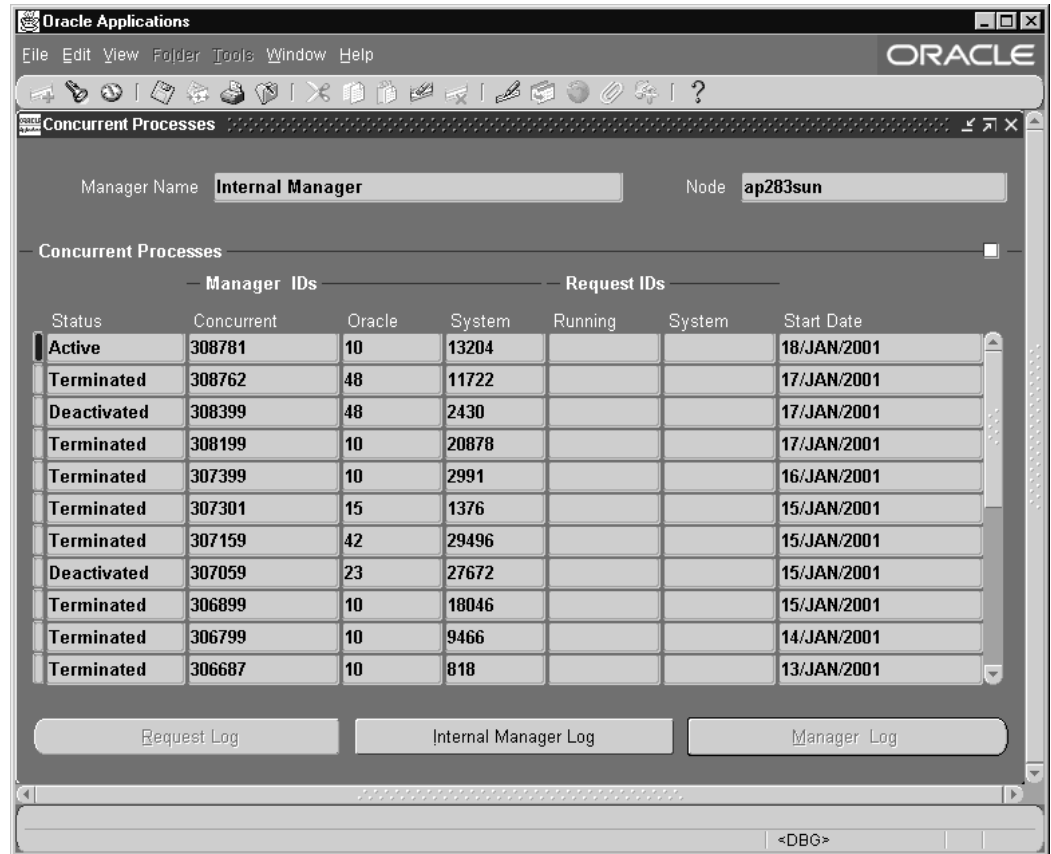 Oracle Applications
File Edit View Folder Tools Window Help
ORACLE
Concurrent Processes
Manager Name Internal Manager Node ap283sun
Concurrent Processes
Manager IDs Request IDs
Status Concurrent Oracle System Running System Start Date
Active 308781 10 13204 18/JAN/2001
Terminated 308762 48 11722 17/JAN/2001
Deactivated 308399 48 2430 17/JAN/2001
Terminated 308199 10 20878 17/JAN/2001
Terminated 307399 10 2991 16/JAN/2001
Terminated 307301 15 1376 15/JAN/2001
Terminated 307159 42 29496 15/JAN/2001
Deactivated 307059 23 27672 15/JAN/2001
Terminated 306899 10 18046 15/JAN/2001
Terminated 306799 10 9466 14/JAN/2001
Terminated 306687 10 818 13/JAN/2001
Request Log Internal Manager Log Manager Log
<DBG>